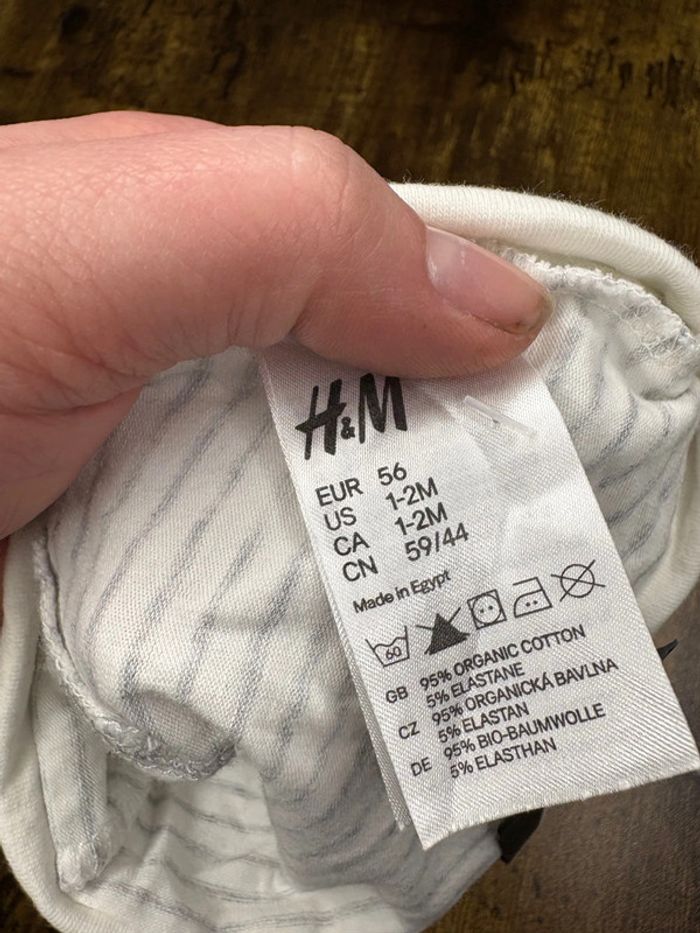 H&M
EUR 56
US 1-2M
CA 1-2M
CN 59/44
Made in Egypt
60
GB 95% ORGANIC COTTON
5% ELASTANE
CZ 95% ORGANICKÁ BAVLNA
5% ELASTAN
DE 95% BIO-BAUMWOLLE
5% ELASTHAN